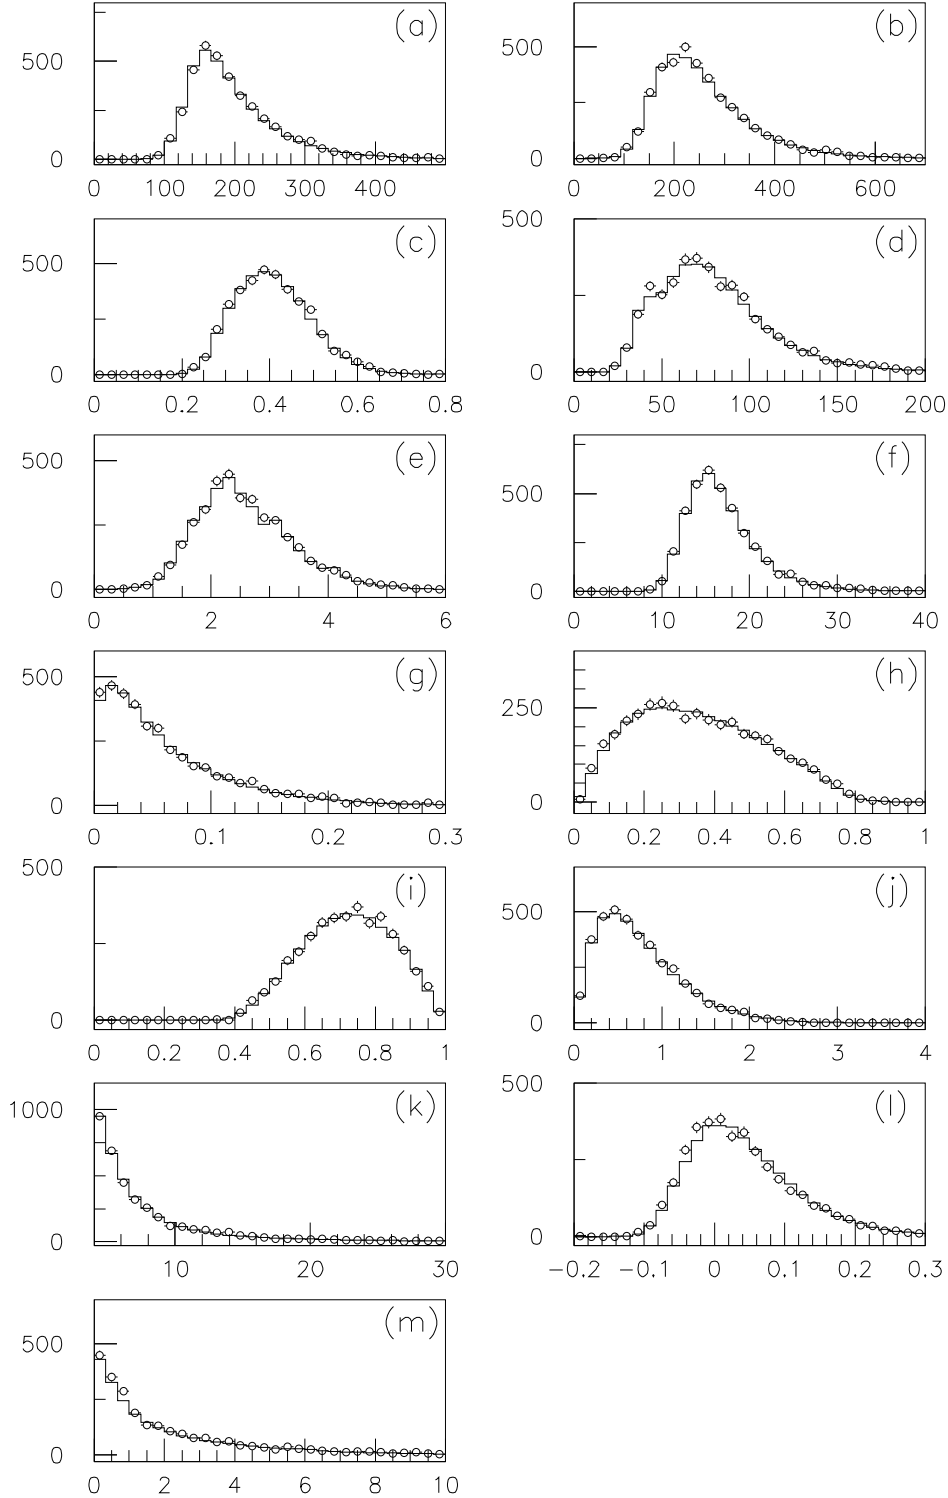 (a)
500
0
0 100 200 300 400
(b)
500
0
0 200 400 600
(c)
500
0
0 0.2 0.4 0.6 0.8
(d)
500
0
0 50 100 150 200
(e)
500
0
0 2 4 6
(f)
500
0
0 10 20 30 40
(g)
500
0
0 0.1 0.2 0.3
(h)
250
0
0 0.2 0.4 0.6 0.8 1
(i)
500
0
0 0.2 0.4 0.6 0.8 1
(j)
500
0
0 1 2 3 4
(k)
1000
0
10 20 30
(l)
500
0
−0.2 −0.1 0 0.1 0.2 0.3
(m)
500
0
0 2 4 6 8 10